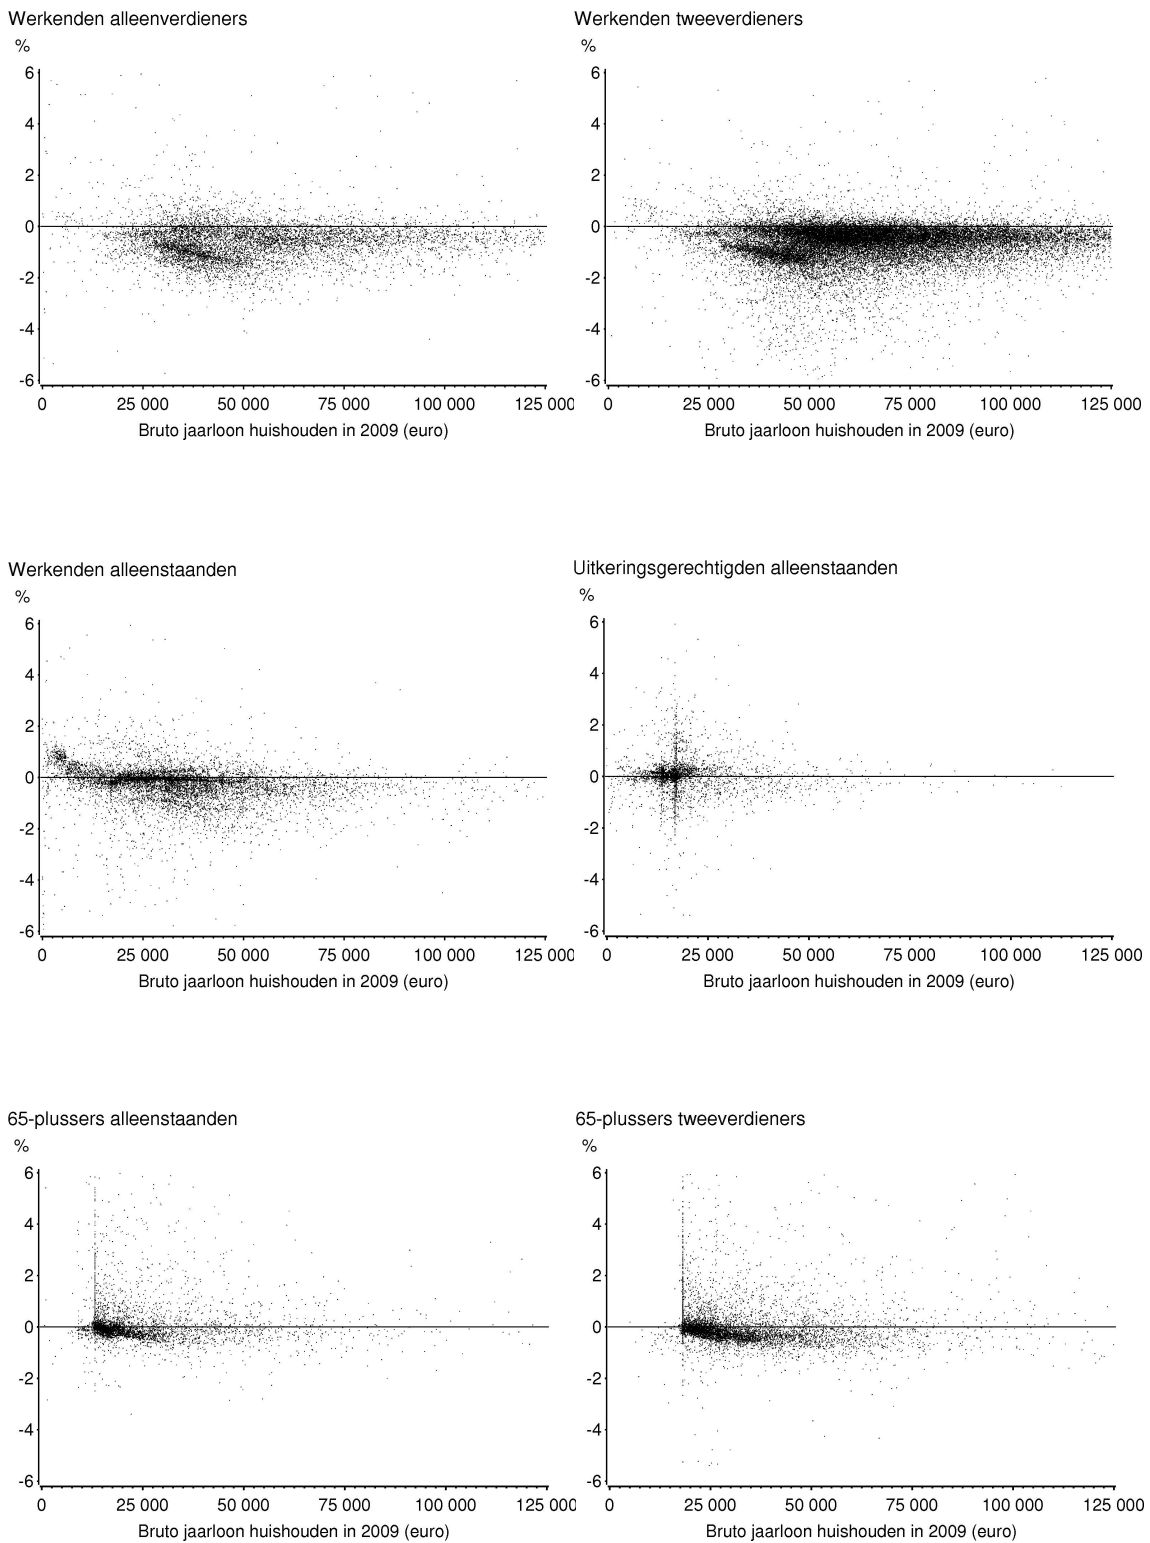 Werkenden alleenverdieners
%
6
4
2
0
-2
-4
-6
0 25 000 50 000 75 000 100 000 125 000
Bruto jaarloon huishouden in 2009 (euro)
Werkenden tweeverdieners
%
6
4
2
0
-2
-4
-6
0 25 000 50 000 75 000 100 000 125 000
Bruto jaarloon huishouden in 2009 (euro)
Werkenden alleenstaanden
%
6
4
2
0
-2
-4
-6
0 25 000 50 000 75 000 100 000 125 000
Bruto jaarloon huishouden in 2009 (euro)
Uitkeringsgerechtigden alleenstaanden
%
6
4
2
0
-2
-4
-6
0 25 000 50 000 75 000 100 000 125 000
Bruto jaarloon huishouden in 2009 (euro)
65-plussers alleenstaanden
%
6
4
2
0
-2
-4
-6
0 25 000 50 000 75 000 100 000 125 000
Bruto jaarloon huishouden in 2009 (euro)
65-plussers tweeverdieners
%
6
4
2
0
-2
-4
-6
0 25 000 50 000 75 000 100 000 125 000
Bruto jaarloon huishouden in 2009 (euro)